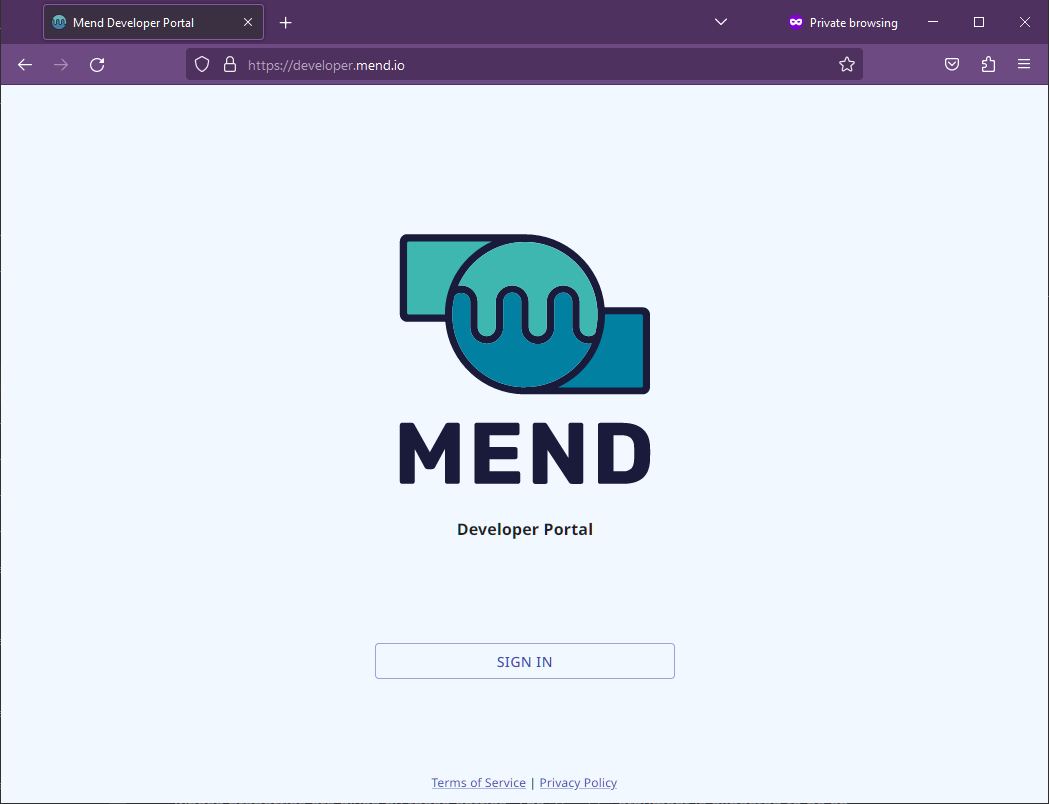 Mend Developer Portal
Private browsing
https://developer.mend.io
MEND
Developer Portal
SIGN IN
Terms of Service | Privacy Policy